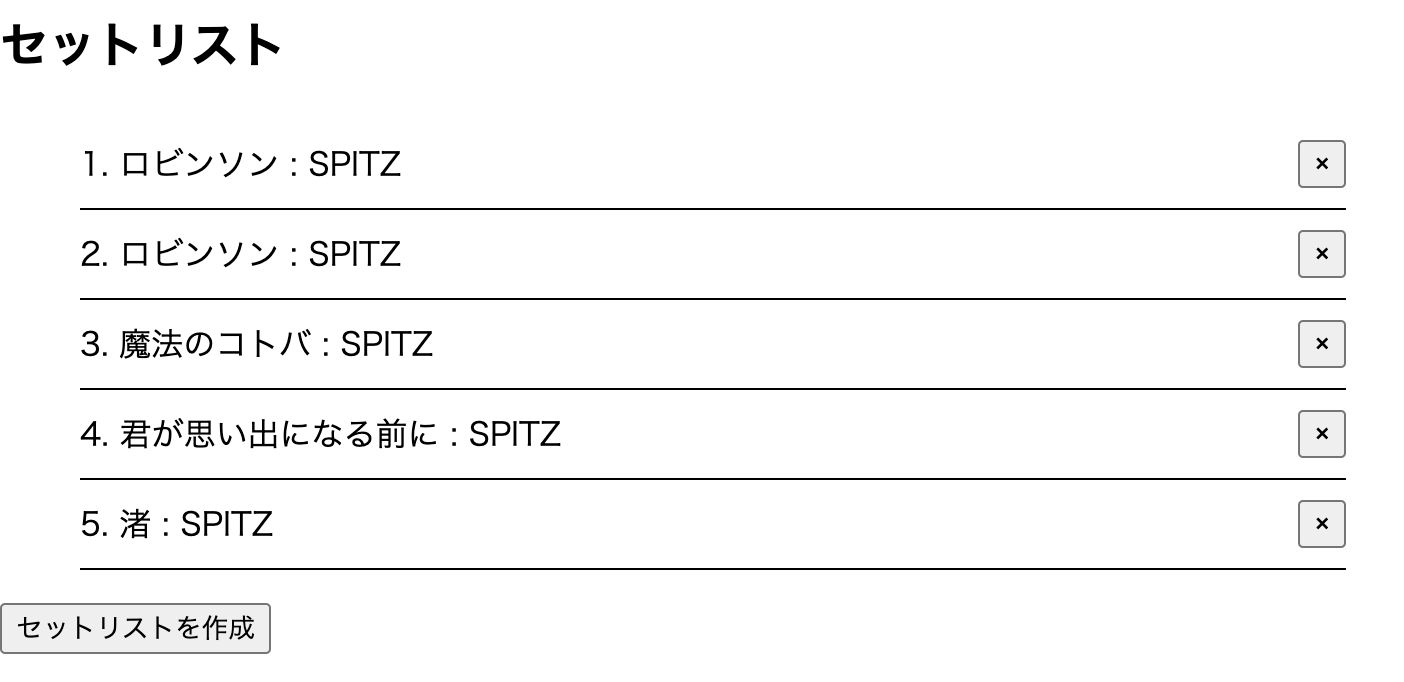 セットリスト
1. ロビンソン : SPITZ ×
2. ロビンソン : SPITZ ×
3. 魔法のコトバ : SPITZ ×
4. 君が思い出になる前に : SPITZ ×
5. 渚 : SPITZ ×
セットリストを作成